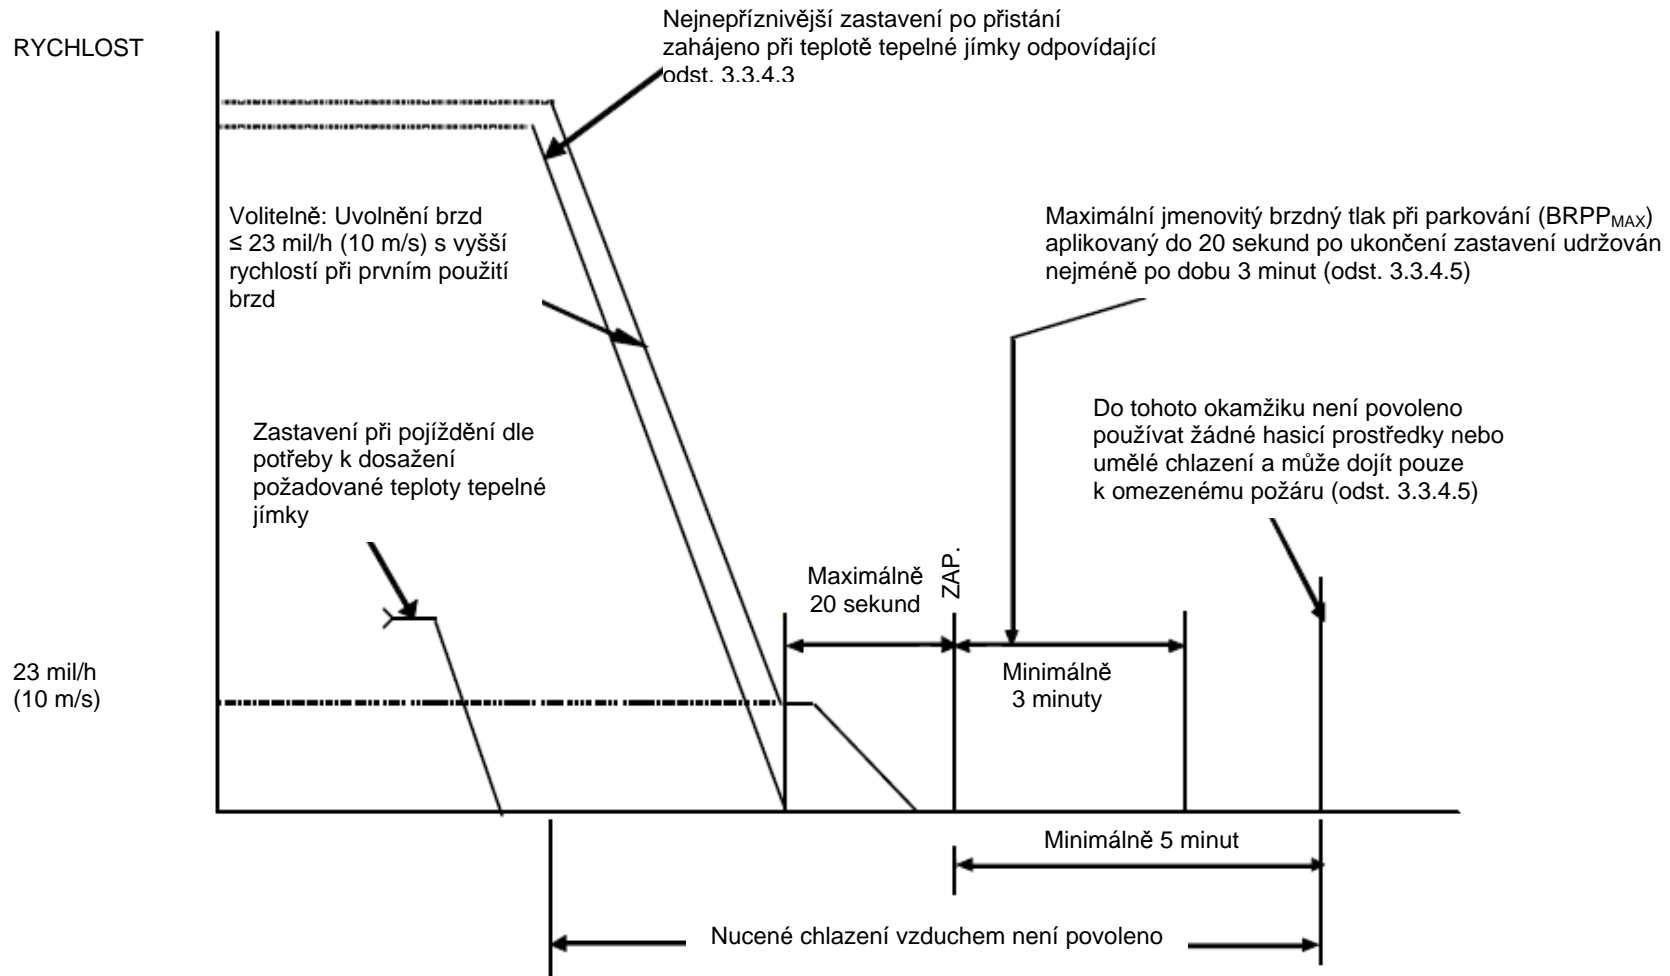 RYCHLOST
Nejnepříznivější zastavení po přistání
zahájeno při teplotě tepelné jímky odpovídající
odst. 3.3.4.3
Volitelně: Uvolnění brzd
≤ 23 mil/h (10 m/s) s vyšší
rychlostí při prvním použití
brzd
Maximální jmenovitý brzdný tlak při parkování (BRPPMAX)
aplikovaný do 20 sekund po ukončení zastavení udržován
nejméně po dobu 3 minut (odst. 3.3.4.5)
Zastavení při pojíždění dle
potřeby k dosažení
požadované teploty tepelné
jímky
Do tohoto okamžiku není povoleno
používat žádné hasicí prostředky nebo
umělé chlazení a může dojít pouze
k omezenému požáru (odst. 3.3.4.5)
Maximálně
20 sekund
ZAP.
23 mil/h
(10 m/s)
Minimálně
3 minuty
Minimálně 5 minut
Nucené chlazení vzduchem není povoleno